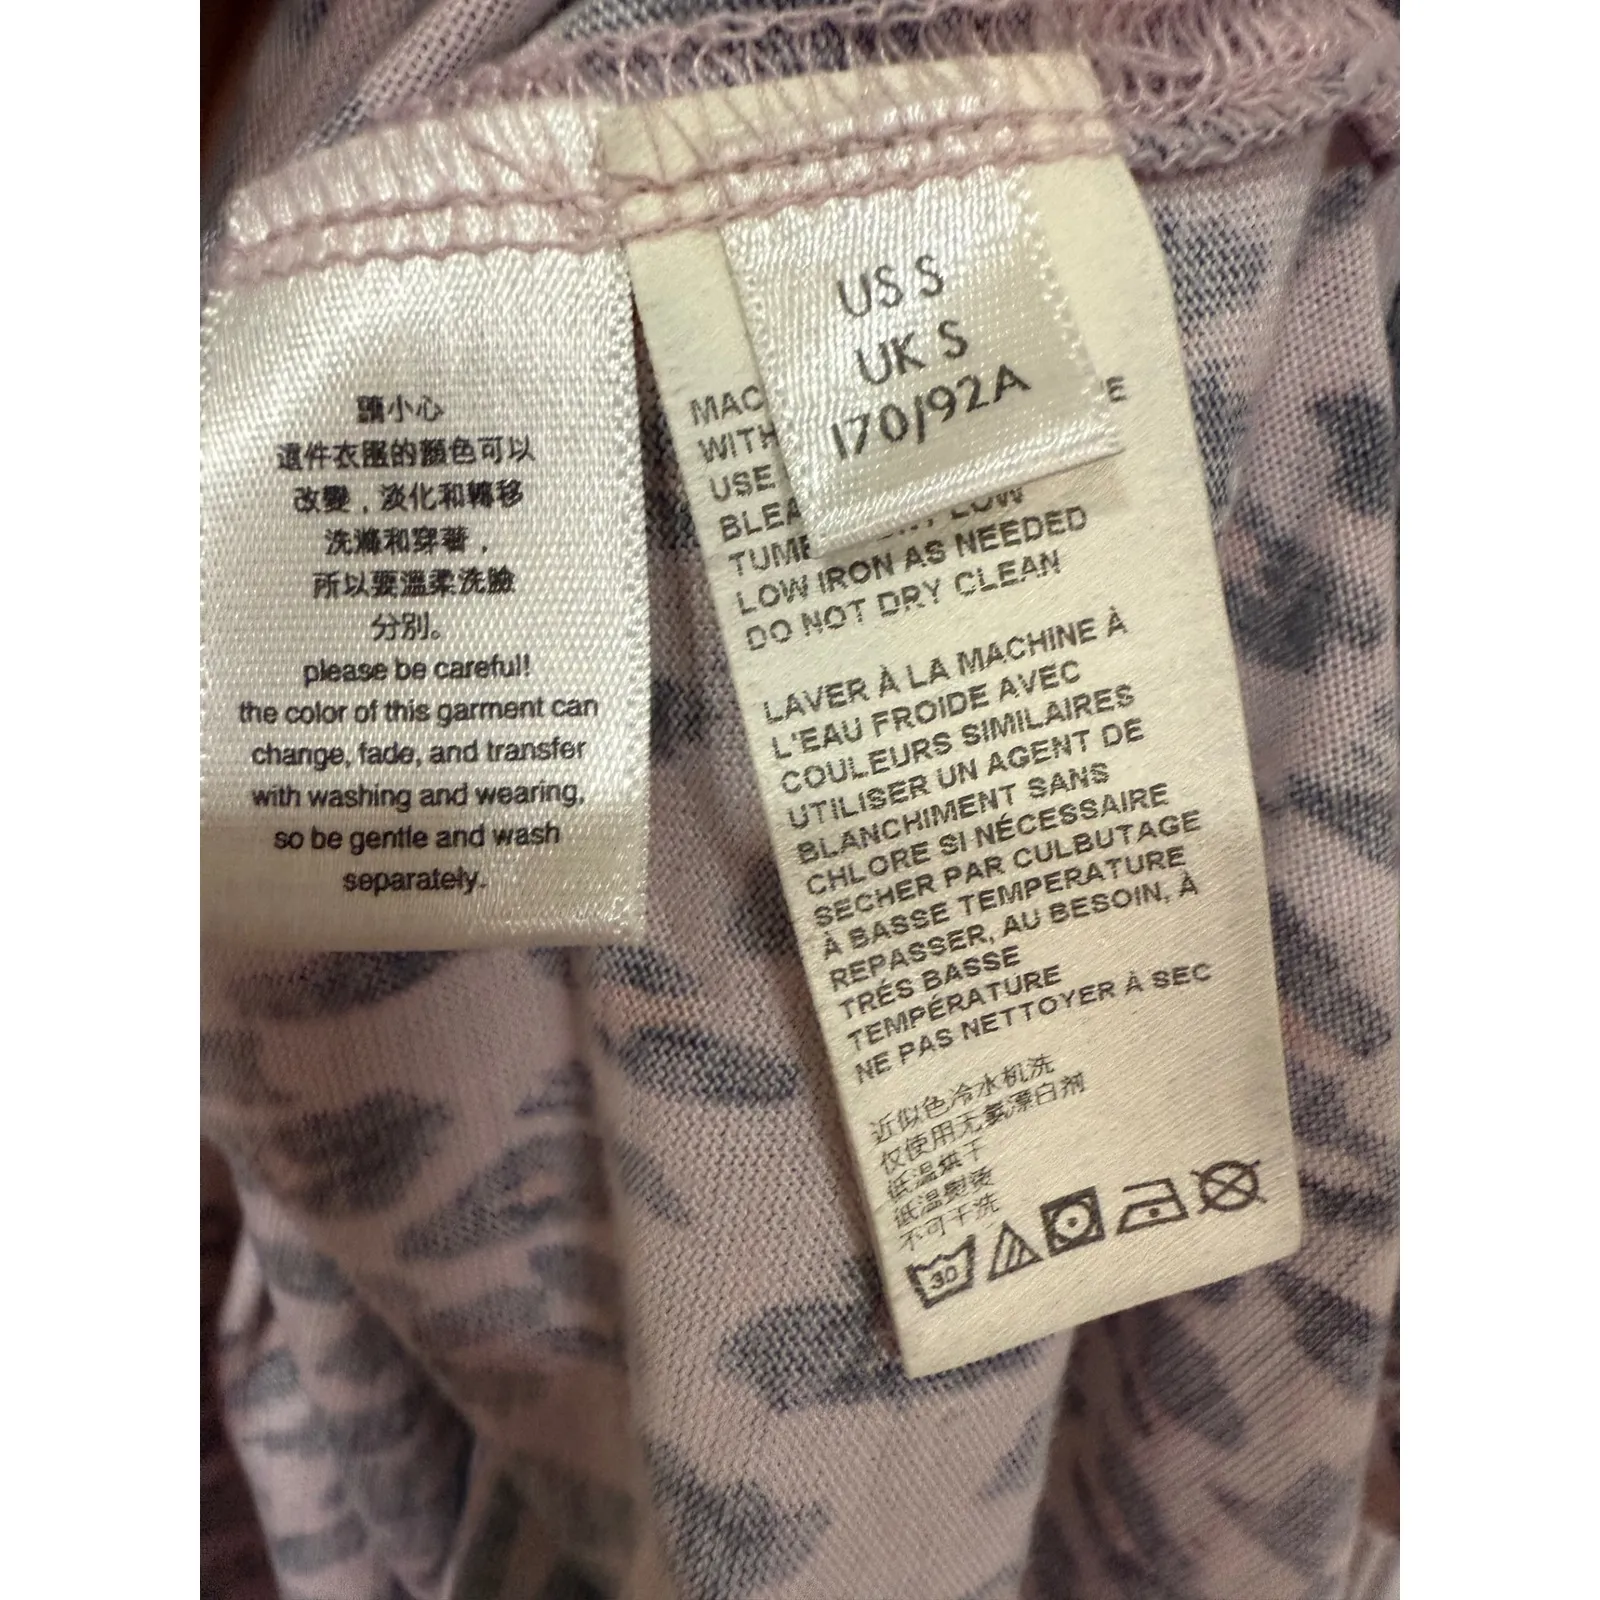 請小心
這件衣服的顏色可以
改變，淡化和轉移
洗滌和穿著，
所以要溫柔洗臉
分別。
please be careful!
the color of this garment can
change, fade, and transfer
with washing and wearing,
so be gentle and wash
separately.
US S
UK S
170/92A
MAC
WITH
USE
BLEA
TUMB LOW
LOW IRON AS NEEDED
DO NOT DRY CLEAN
LAVER À LA MACHINE À
L'EAU FROIDE AVEC
COULEURS SIMILAIRES
UTILISER UN AGENT DE
BLANCHIMENT SANS
CHLORE SI NÉCESSAIRE
SECHER PAR CULBUTAGE
À BASSE TEMPERATURE
REPASSER, AU BESOIN, À
TRÉS BASSE
TEMPÉRATURE
NE PAS NETTOYER À SEC
近似色冷水机洗
仅使用无氯漂白剂
低温烘干
低温熨烫
不可干洗
30